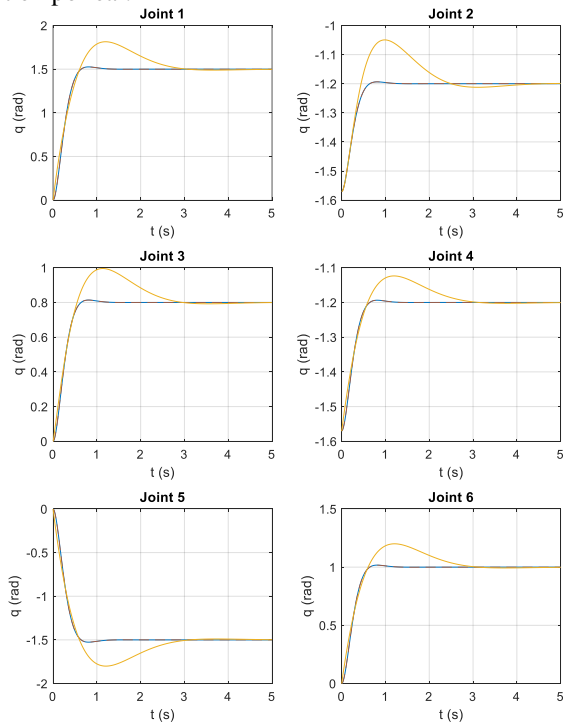 Joint 1
2
1.5
1
0.5
0
q (rad)
0 1 2 3 4 5
t (s)
Joint 2
-1
-1.1
-1.2
-1.3
-1.4
-1.5
-1.6
q (rad)
0 1 2 3 4 5
t (s)
Joint 3
1
0.8
0.6
0.4
0.2
0
q (rad)
0 1 2 3 4 5
t (s)
Joint 4
-1.1
-1.2
-1.3
-1.4
-1.5
-1.6
q (rad)
0 1 2 3 4 5
t (s)
Joint 5
0
-0.5
-1
-1.5
-2
q (rad)
0 1 2 3 4 5
t (s)
Joint 6
1.5
1
0.5
0
q (rad)
0 1 2 3 4 5
t (s)